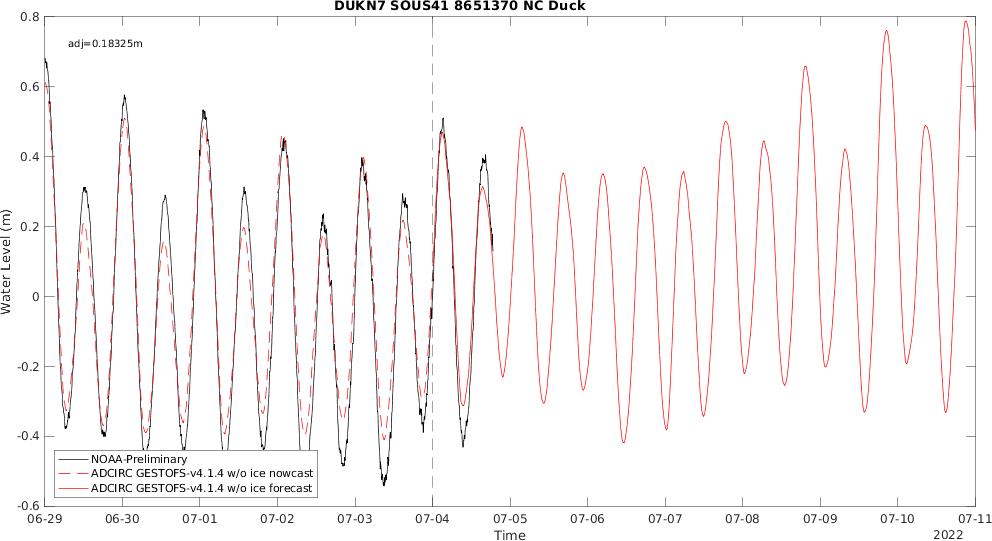 DUKN7 SOUS41 8651370 NC Duck
adj=0.18325m
Water Level (m)
0.8
0.6
0.4
0.2
0
-0.2
-0.4
-0.6
NOAA-Preliminary
ADCIRC GESTOFS-v4.1.4 w/o ice nowcast
ADCIRC GESTOFS-v4.1.4 w/o ice forecast
06-29 06-30 07-01 07-02 07-03 07-04 07-05 07-06 07-07 07-08 07-09 07-10 07-11
Time
2022